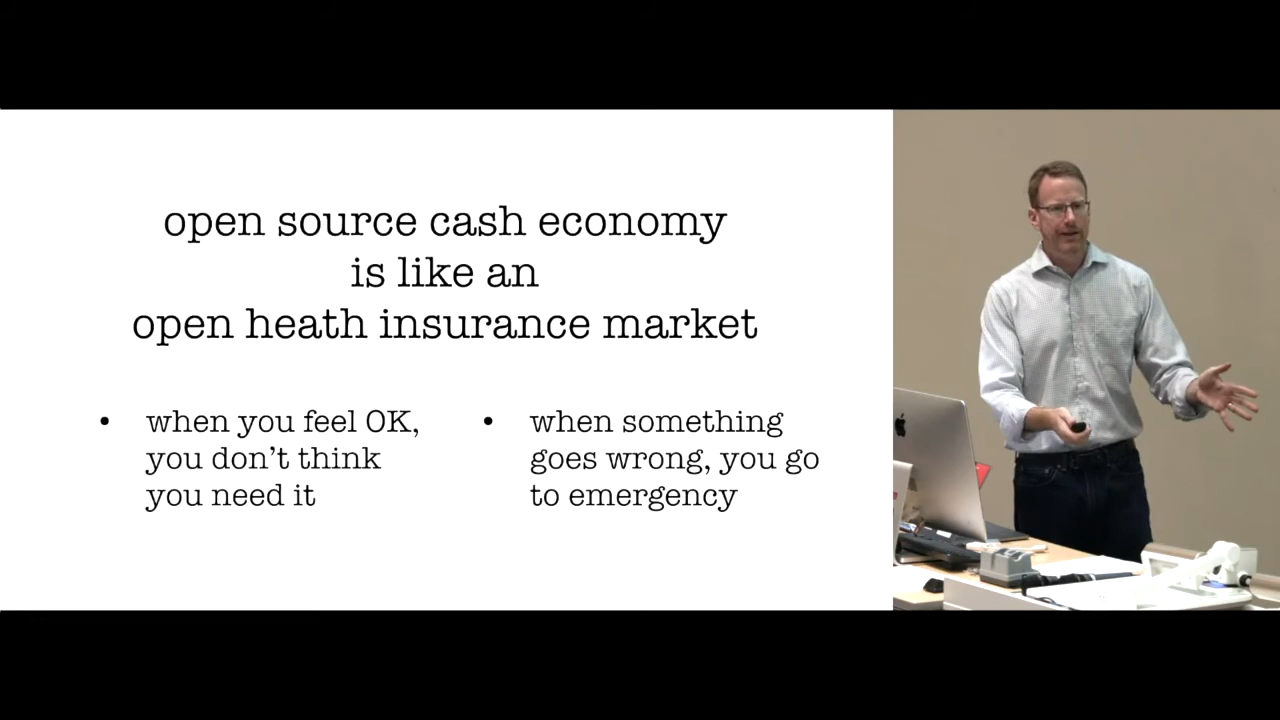 open source cash economy
is like an
open heath insurance market
• when you feel OK,
you don't think
you need it
• when something
goes wrong, you go
to emergency